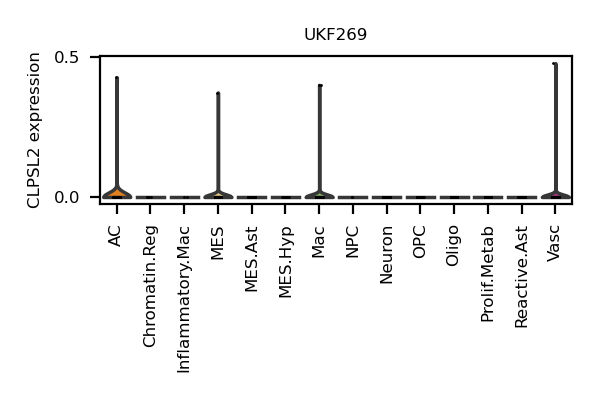 UKF269
CLPSL2 expression
0.5
0.0
AC
Chromatin.Reg
Inflammatory.Mac
MES
MES.Ast
MES.Hyp
Mac
NPC
Neuron
OPC
Oligo
Prolif.Metab
Reactive.Ast
Vasc